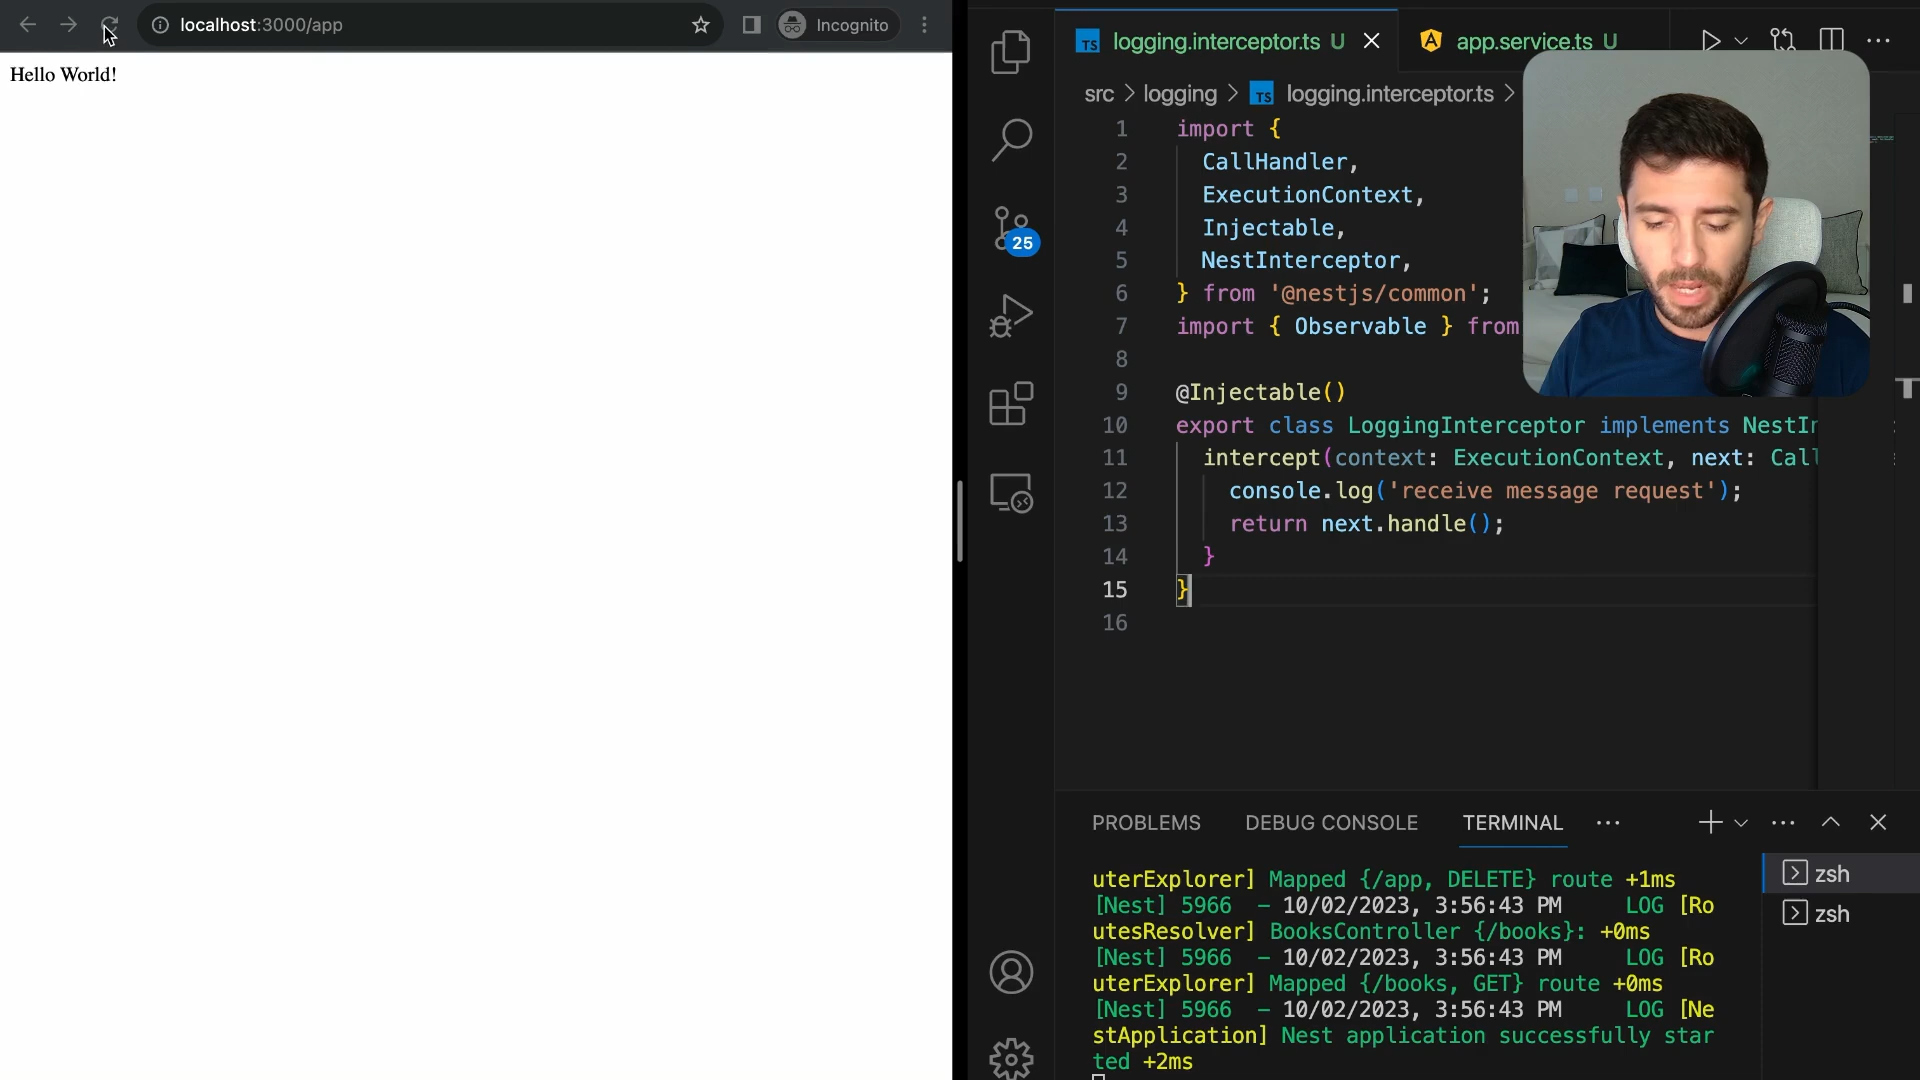 localhost:3000/app
Incognito
Hello World!
TS logging.interceptor.ts U
app.service.ts U
src > logging > TS logging.interceptor.ts >
25
1 import {
2 CallHandler,
3 ExecutionContext,
4 Injectable,
5 NestInterceptor,
6 } from '@nestjs/common';
7 import { Observable } from
8
9 @Injectable()
10 export class LoggingInterceptor implements NestIn
11 intercept(context: ExecutionContext, next: Call
12 console.log('receive message request');
13 return next.handle();
14 }
15 }
16
PROBLEMS DEBUG CONSOLE TERMINAL
uterExplorer] Mapped {/app, DELETE} route +1ms
[Nest] 5966 - 10/02/2023, 3:56:43 PM LOG [Ro
utesResolver] BooksController {/books}: +0ms
[Nest] 5966 - 10/02/2023, 3:56:43 PM LOG [Ro
uterExplorer] Mapped {/books, GET} route +0ms
[Nest] 5966 - 10/02/2023, 3:56:43 PM LOG [Ne
stApplication] Nest application successfully star
ted +2ms
zsh
zsh